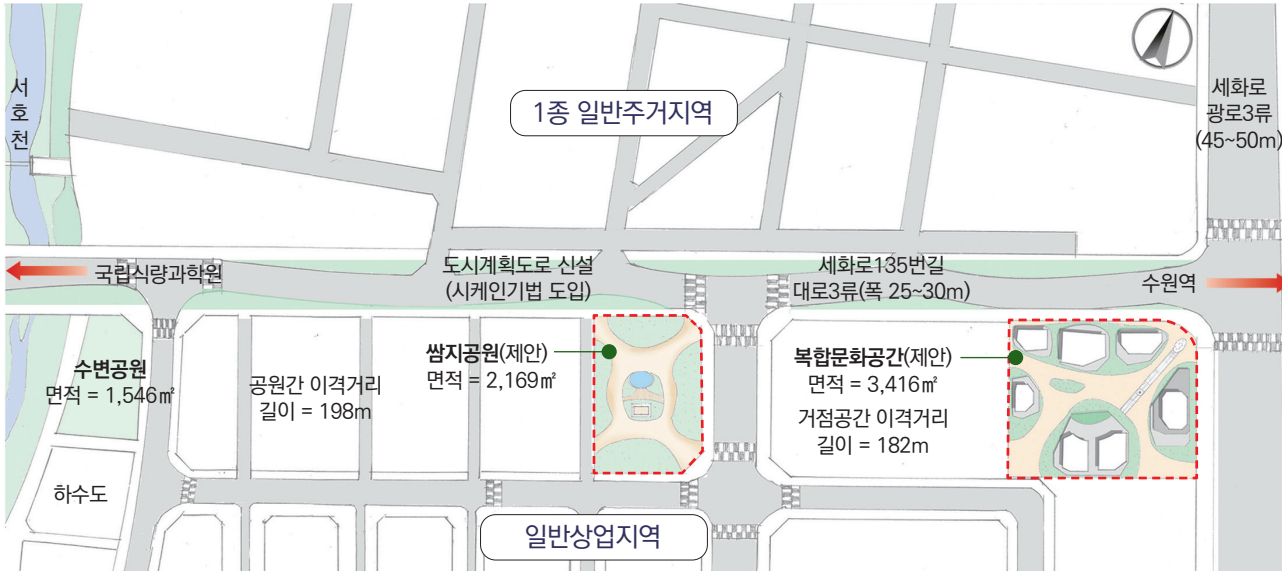 서
호
천
1종 일반주거지역
세화로
광로3류
(45~50m)
국립식량과학원
도시계획도로 신설
(시케인기법 도입)
세화로135번길
대로3류(폭 25~30m)
수원역
수변공원
면적 = 1,546㎡
공원간 이격거리
길이 = 198m
쌈지공원(제안)
면적 = 2,169㎡
복합문화공간(제안)
면적 = 3,416㎡
거점공간 이격거리
길이 = 182m
하수도
일반상업지역